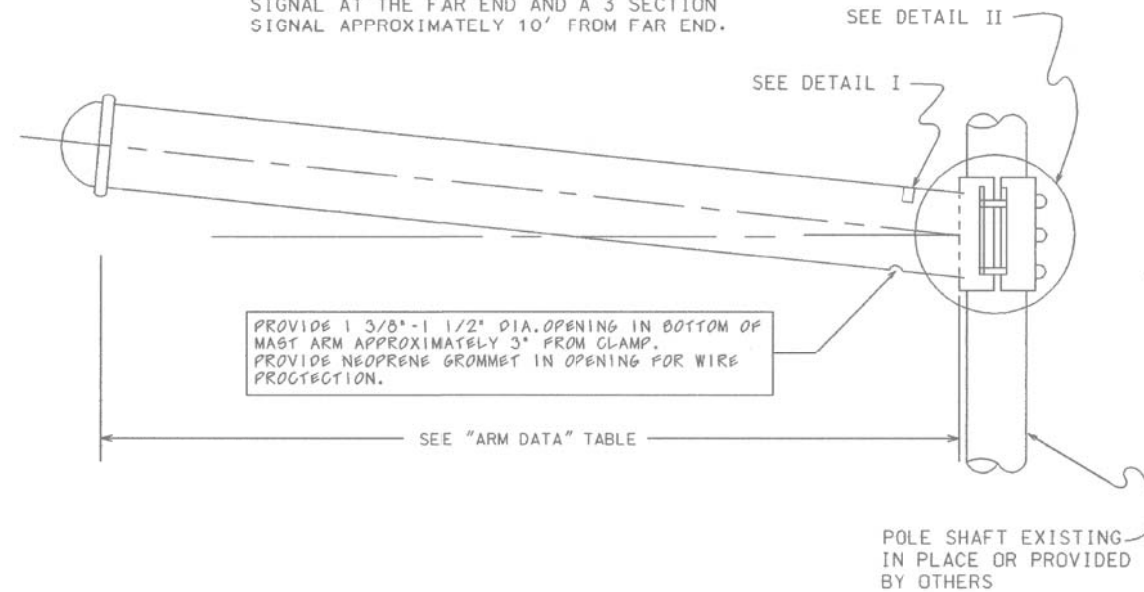 SIGNAL AT THE FAR END AND A 3 SECTION
SIGNAL APPROXIMATELY 10' FROM FAR END.
SEE DETAIL II
SEE DETAIL I
PROVIDE 1 3/8"-1 1/2" DIA.OPENING IN BOTTOM OF
MAST ARM APPROXIMATELY 3" FROM CLAMP.
PROVIDE NEOPRENE GROMMET IN OPENING FOR WIRE
PROCTECTION.
SEE "ARM DATA" TABLE
POLE SHAFT EXISTING
IN PLACE OR PROVIDED
BY OTHERS